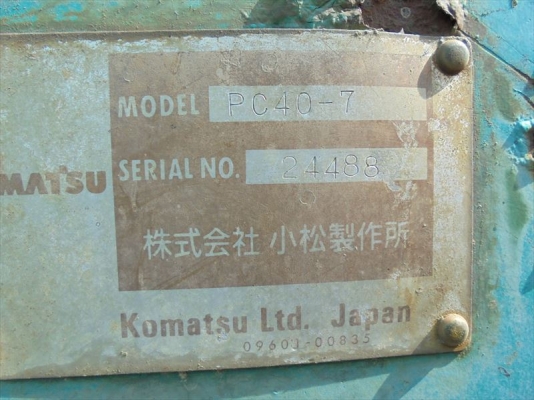 MODEL PC40-7
SERIAL NO. 24488
MATSU
株式会社 小松製作所
Komatsu Ltd. Japan
09601-00835